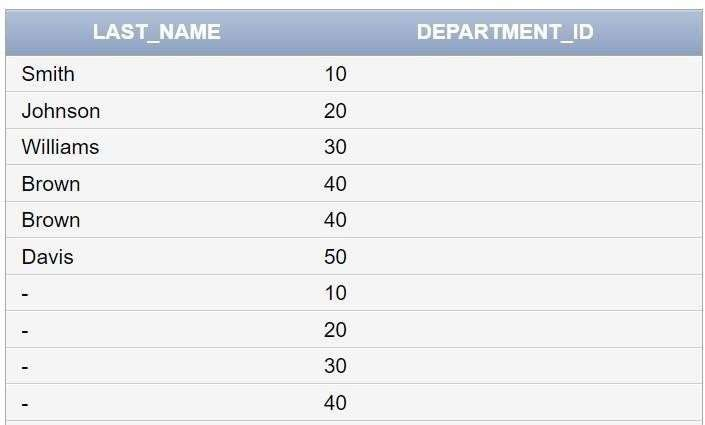 LAST_NAME DEPARTMENT_ID
Smith 10
Johnson 20
Williams 30
Brown 40
Brown 40
Davis 50
- 10
- 20
- 30
- 40